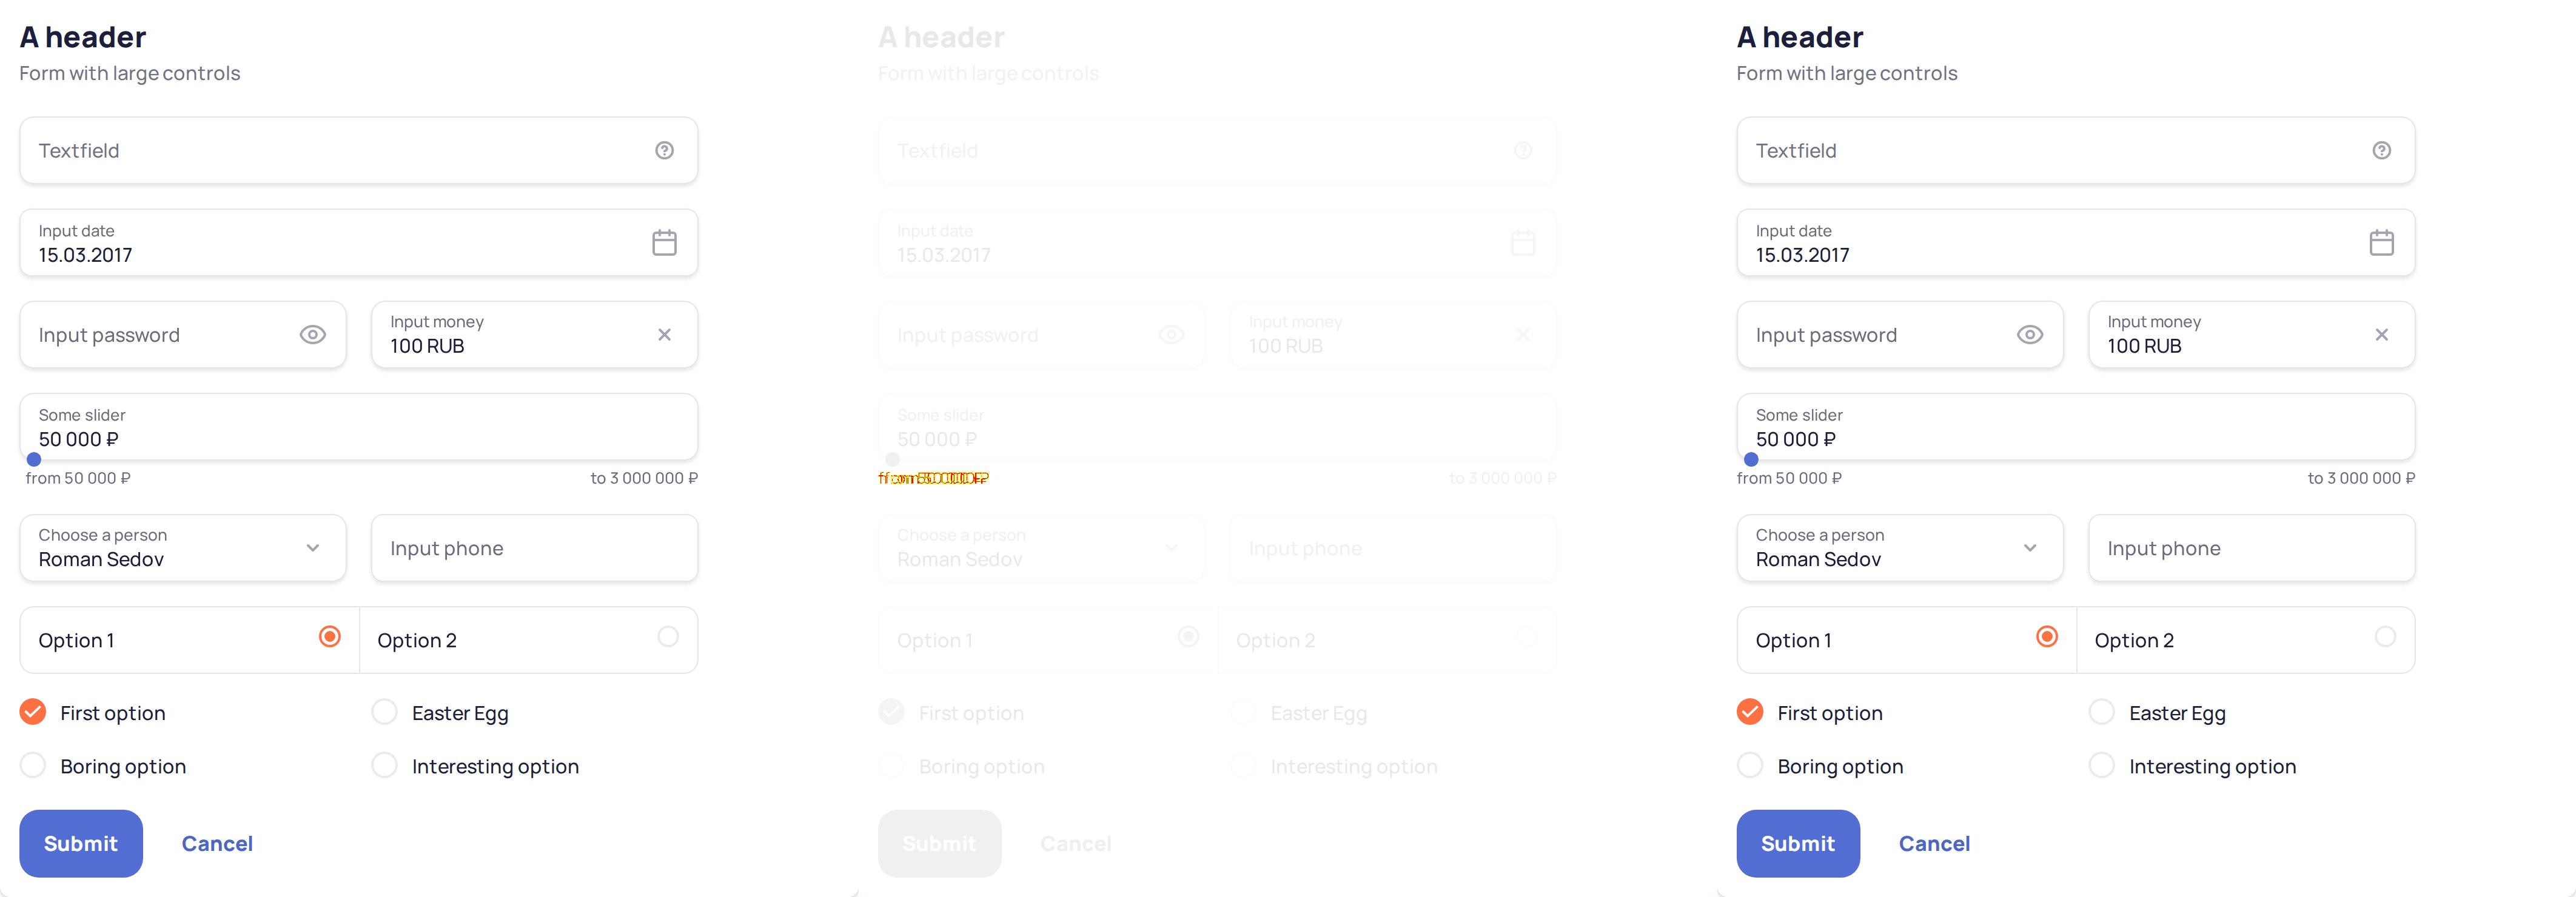 A header
Form with large controls
Textfield
Input date
15.03.2017
Input password
Input money
100 RUB
Some slider
50 000 ₽
from 50 000 ₽
to 3 000 000 ₽
Choose a person
Roman Sedov
Input phone
Option 1
Option 2
First option
Easter Egg
Boring option
Interesting option
Submit
Cancel
A header
Form with large controls
Textfield
Input date
15.03.2017
Input password
Input money
100 RUB
Some slider
50 000 ₽
to 3 000 000 ₽
Choose a person
Roman Sedov
Input phone
Option 1
Option 2
First option
Easter Egg
Boring option
Interesting option
Submit
Cancel
A header
Form with large controls
Textfield
Input date
15.03.2017
Input password
Input money
100 RUB
Some slider
50 000 ₽
from 50 000 ₽
to 3 000 000 ₽
Choose a person
Roman Sedov
Input phone
Option 1
Option 2
First option
Easter Egg
Boring option
Interesting option
Submit
Cancel